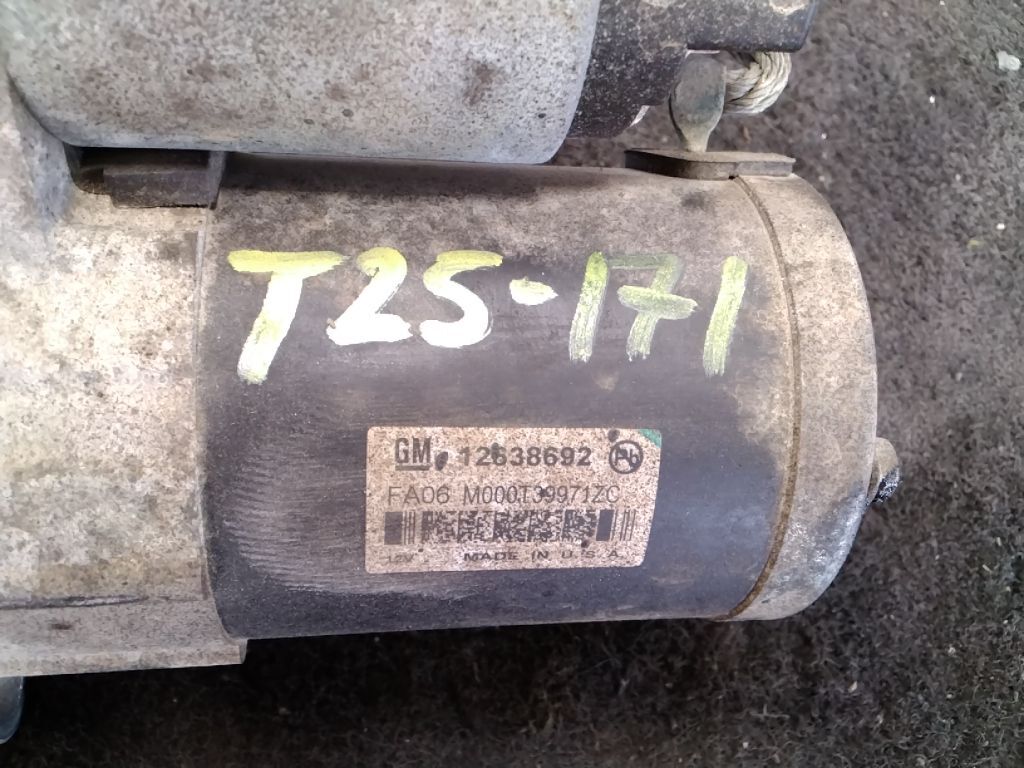 T25-171
GM 12638692 Pb
FA06 M000T39971ZC
12V MADE IN U.S.A.